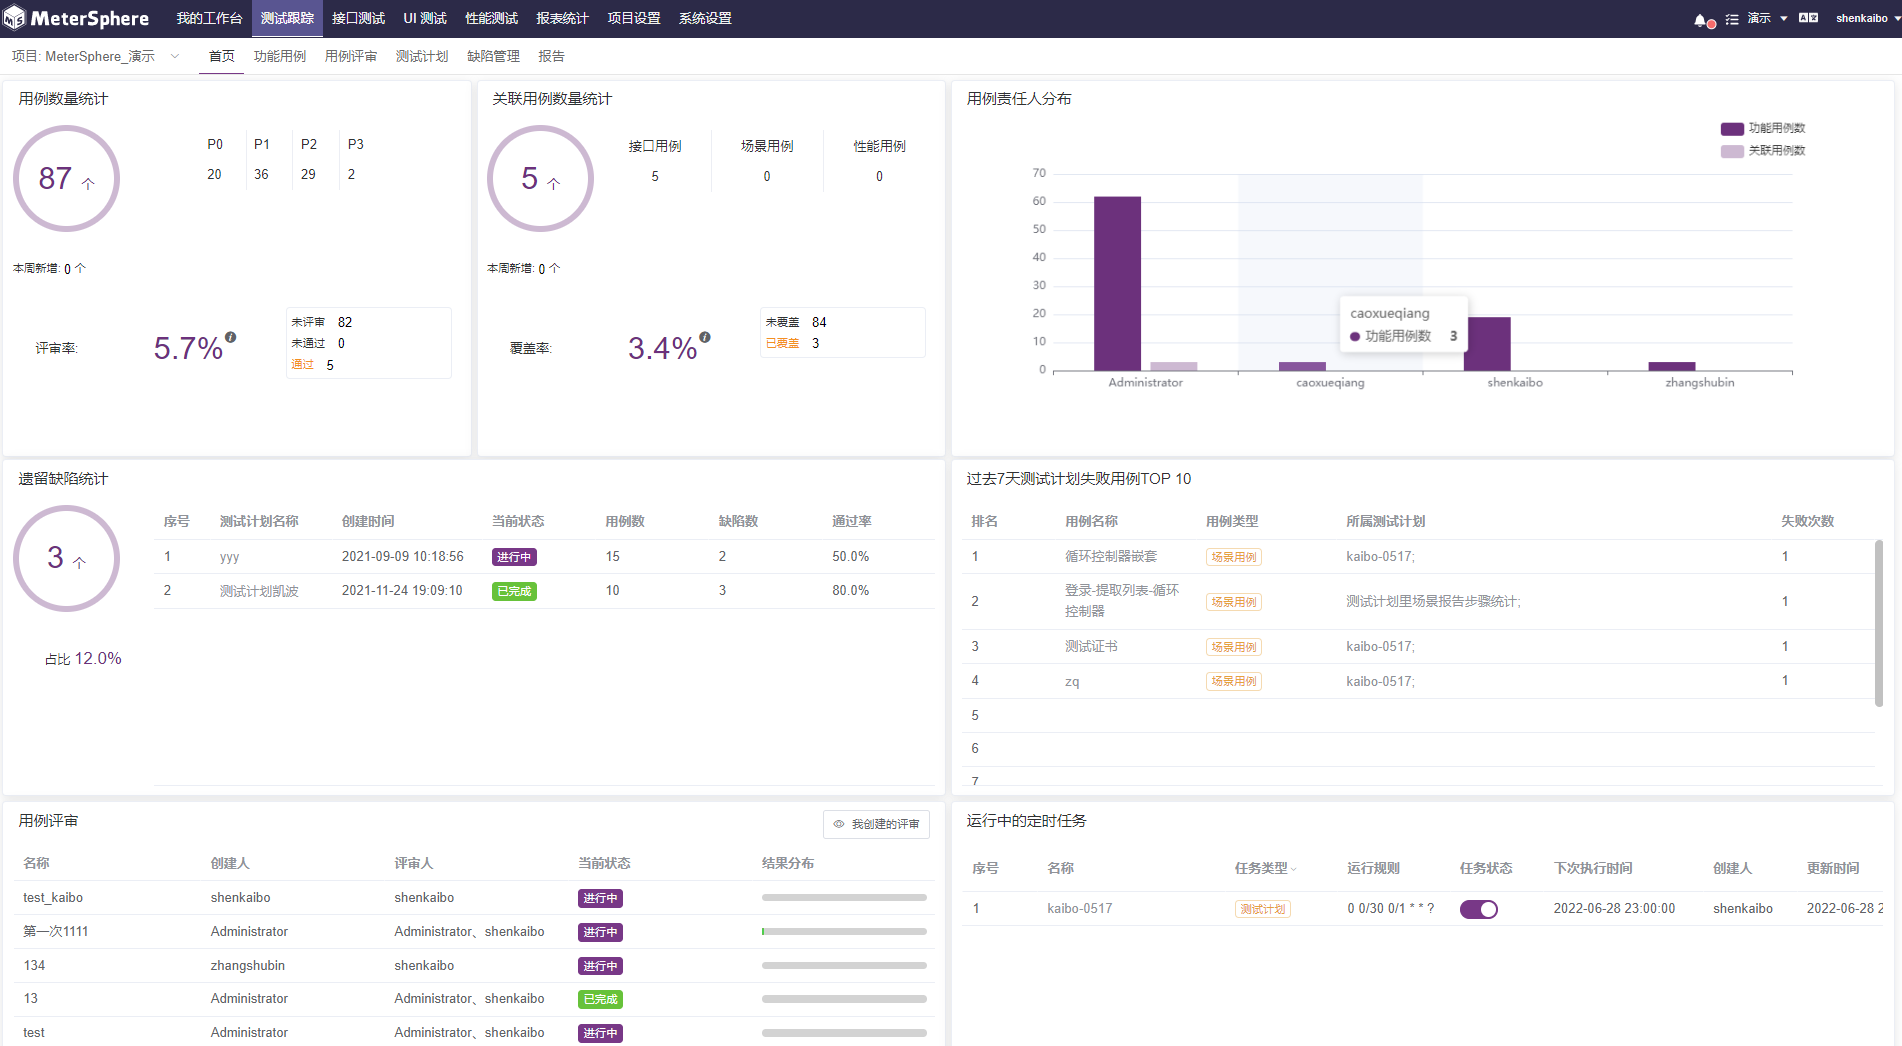 MeterSphere 我的工作台 测试跟踪 接口测试 UI 测试 性能测试 报表统计 项目设置 系统设置 演示 shenkaibo
项目: MeterSphere_演示 首页 功能用例 用例评审 测试计划 缺陷管理 报告
用例数量统计
87 个
P0 P1 P2 P3
20 36 29 2
本周新增: 0 个
评审率: 5.7%
未评审 82
未通过 0
通过 5
关联用例数量统计
5 个
接口用例 场景用例 性能用例
5 0 0
本周新增: 0 个
覆盖率: 3.4%
未覆盖 84
已覆盖 3
用例责任人分布
功能用例数
关联用例数
70
60
50
40
30
20
10
0
caoxueqiang
功能用例数 3
Administrator caoxueqiang shenkaibo zhangshubin
遗留缺陷统计
3 个
占比 12.0%
序号 测试计划名称 创建时间 当前状态 用例数 缺陷数 通过率
1 yyy 2021-09-09 10:18:56 进行中 15 2 50.0%
2 测试计划凯波 2021-11-24 19:09:10 已完成 10 3 80.0%
过去7天测试计划失败用例TOP 10
排名 用例名称 用例类型 所属测试计划 失败次数
1 循环控制器嵌套 场景用例 kaibo-0517; 1
2 登录-提取列表-循环
控制器 场景用例 测试计划里场景报告步骤统计; 1
3 测试证书 场景用例 kaibo-0517; 1
4 zq 场景用例 kaibo-0517; 1
5
6
7
用例评审
我创建的评审
名称 创建人 评审人 当前状态 结果分布
test_kaibo shenkaibo shenkaibo 进行中
第一次1111 Administrator Administrator、shenkaibo 进行中
134 zhangshubin shenkaibo 进行中
13 Administrator Administrator、shenkaibo 已完成
test Administrator Administrator、shenkaibo 进行中
运行中的定时任务
序号 名称 任务类型 运行规则 任务状态 下次执行时间 创建人 更新时间
1 kaibo-0517 测试计划 0 0/30 0/1 * * ? 2022-06-28 23:00:00 shenkaibo 2022-06-28 2